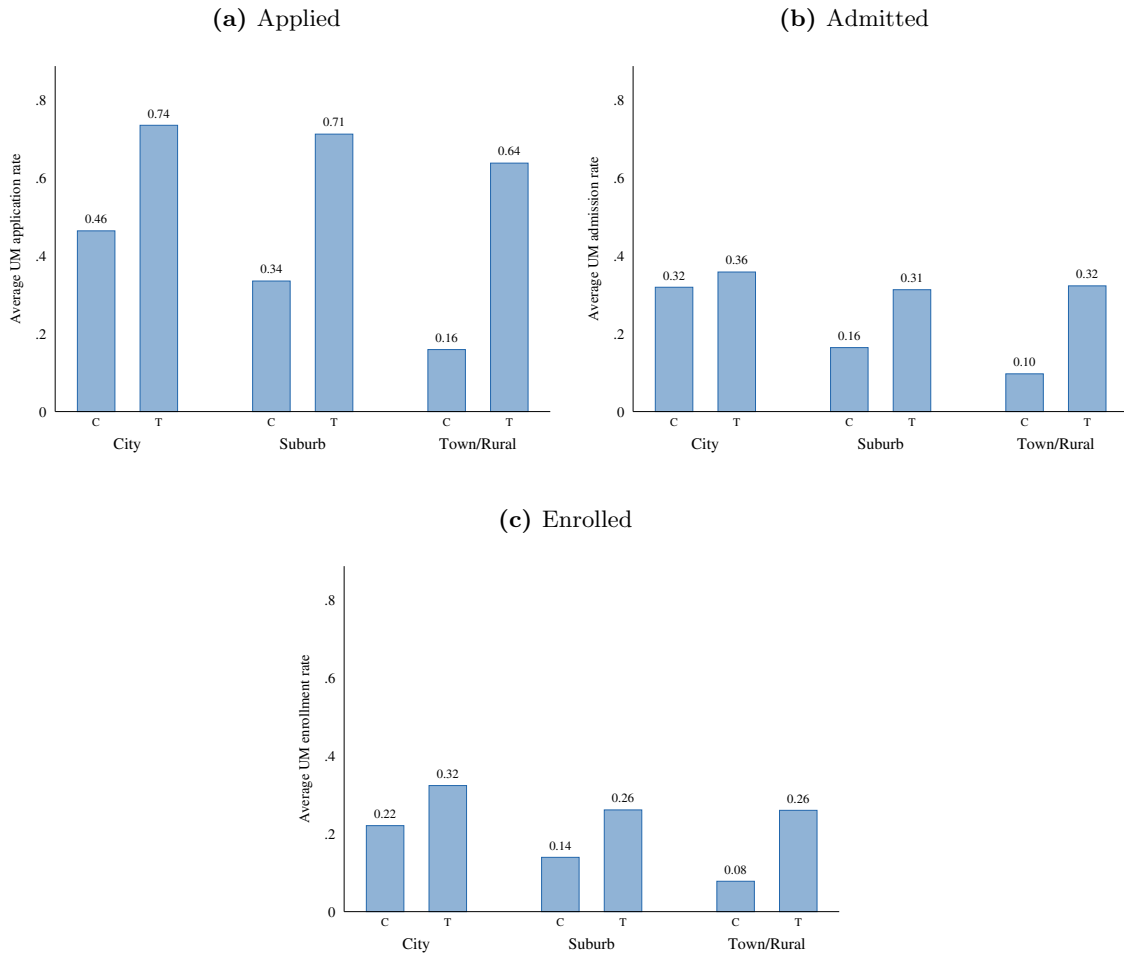 (a) Applied
Average UM application rate
.8
.6
.4
.2
0
0.46
0.74
0.34
0.71
0.16
0.64
C T C T C T
City Suburb Town/Rural
(b) Admitted
Average UM admission rate
.8
.6
.4
.2
0
0.32
0.36
0.16
0.31
0.10
0.32
C T C T C T
City Suburb Town/Rural
(c) Enrolled
Average UM enrollment rate
.8
.6
.4
.2
0
0.22
0.32
0.14
0.26
0.08
0.26
C T C T C T
City Suburb Town/Rural